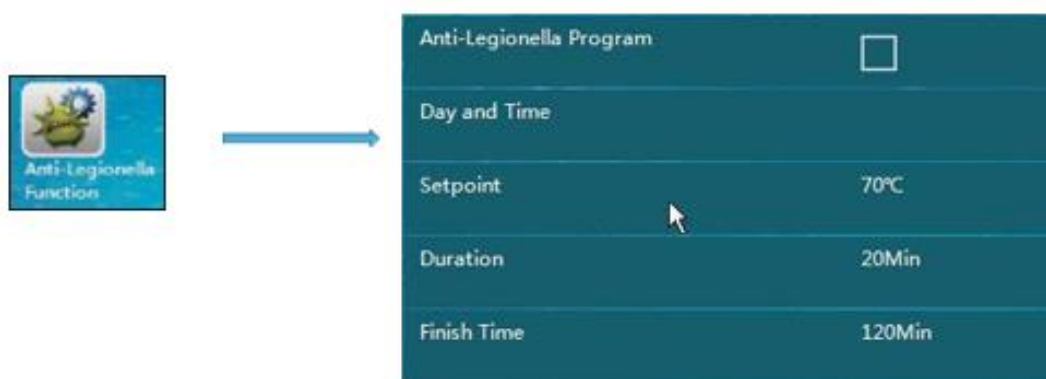 Anti-Legionella
Function
Anti-Legionella Program
Day and Time
Setpoint 70℃
Duration 20Min
Finish Time 120Min